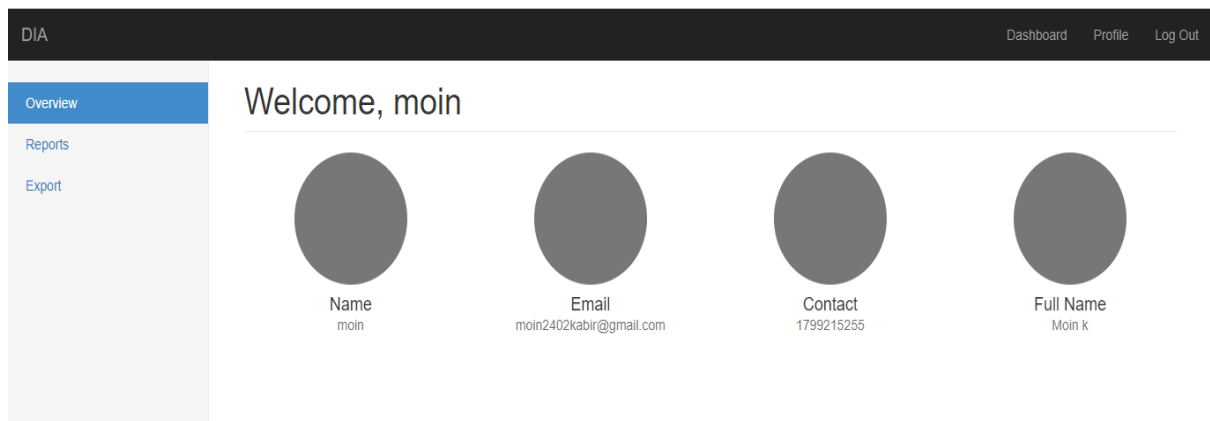 DIA
Dashboard Profile Log Out
Overview
Reports
Export
Welcome, moin
Name Email Contact Full Name
moin moin2402kabir@gmail.com 1799215255 Moin k